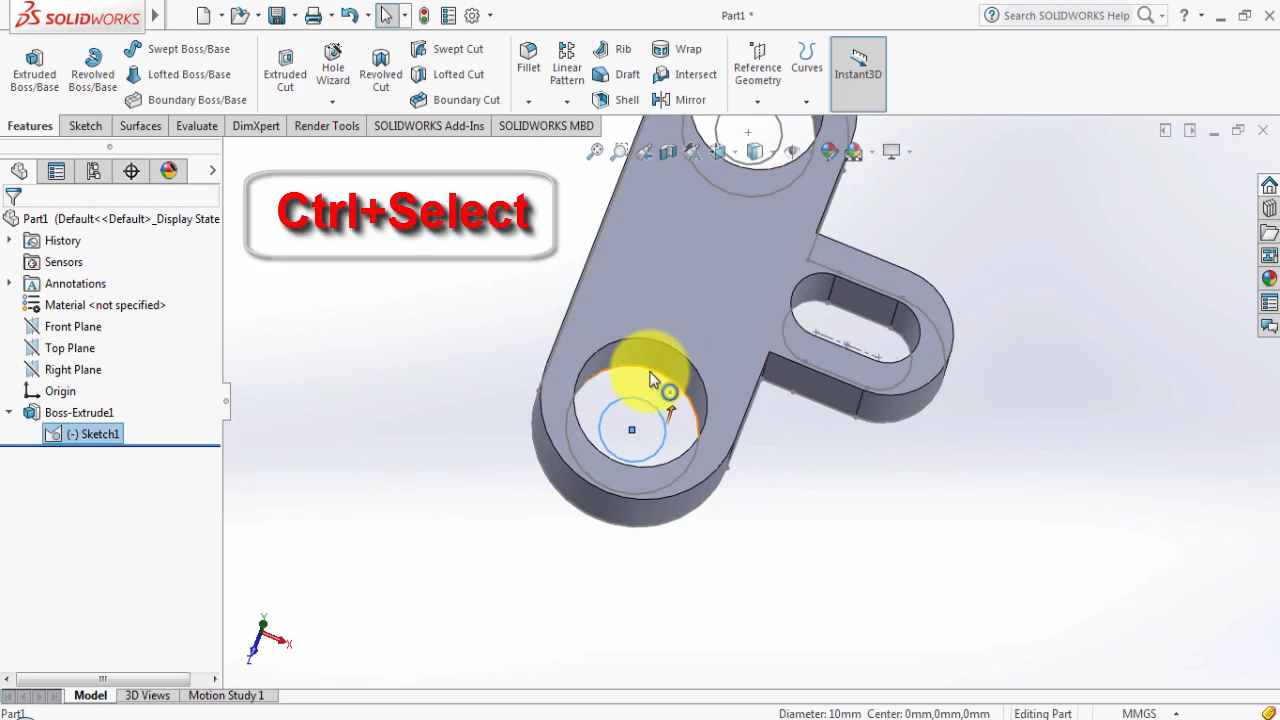 SOLIDWORKS
Part1 *
Search SOLIDWORKS Help
?
Extruded Boss/Base
Revolved Boss/Base
Swept Boss/Base
Lofted Boss/Base
Boundary Boss/Base
Extruded Cut
Hole Wizard
Revolved Cut
Swept Cut
Lofted Cut
Boundary Cut
Fillet
Linear Pattern
Rib
Draft
Shell
Wrap
Intersect
Mirror
Reference Geometry
Curves
Instant3D
Features
Sketch
Surfaces
Evaluate
DimXpert
Render Tools
SOLIDWORKS Add-Ins
SOLIDWORKS MBD
Part1 (Default<<Default>_Display State
History
Sensors
Annotations
Material <not specified>
Front Plane
Top Plane
Right Plane
Origin
Boss-Extrude1
(-) Sketch1
Ctrl+Select
Y
X
Z
Model
3D Views
Motion Study 1
Part1
Diameter: 10mm Center: 0mm,0mm,0mm
Editing Part
MMGS